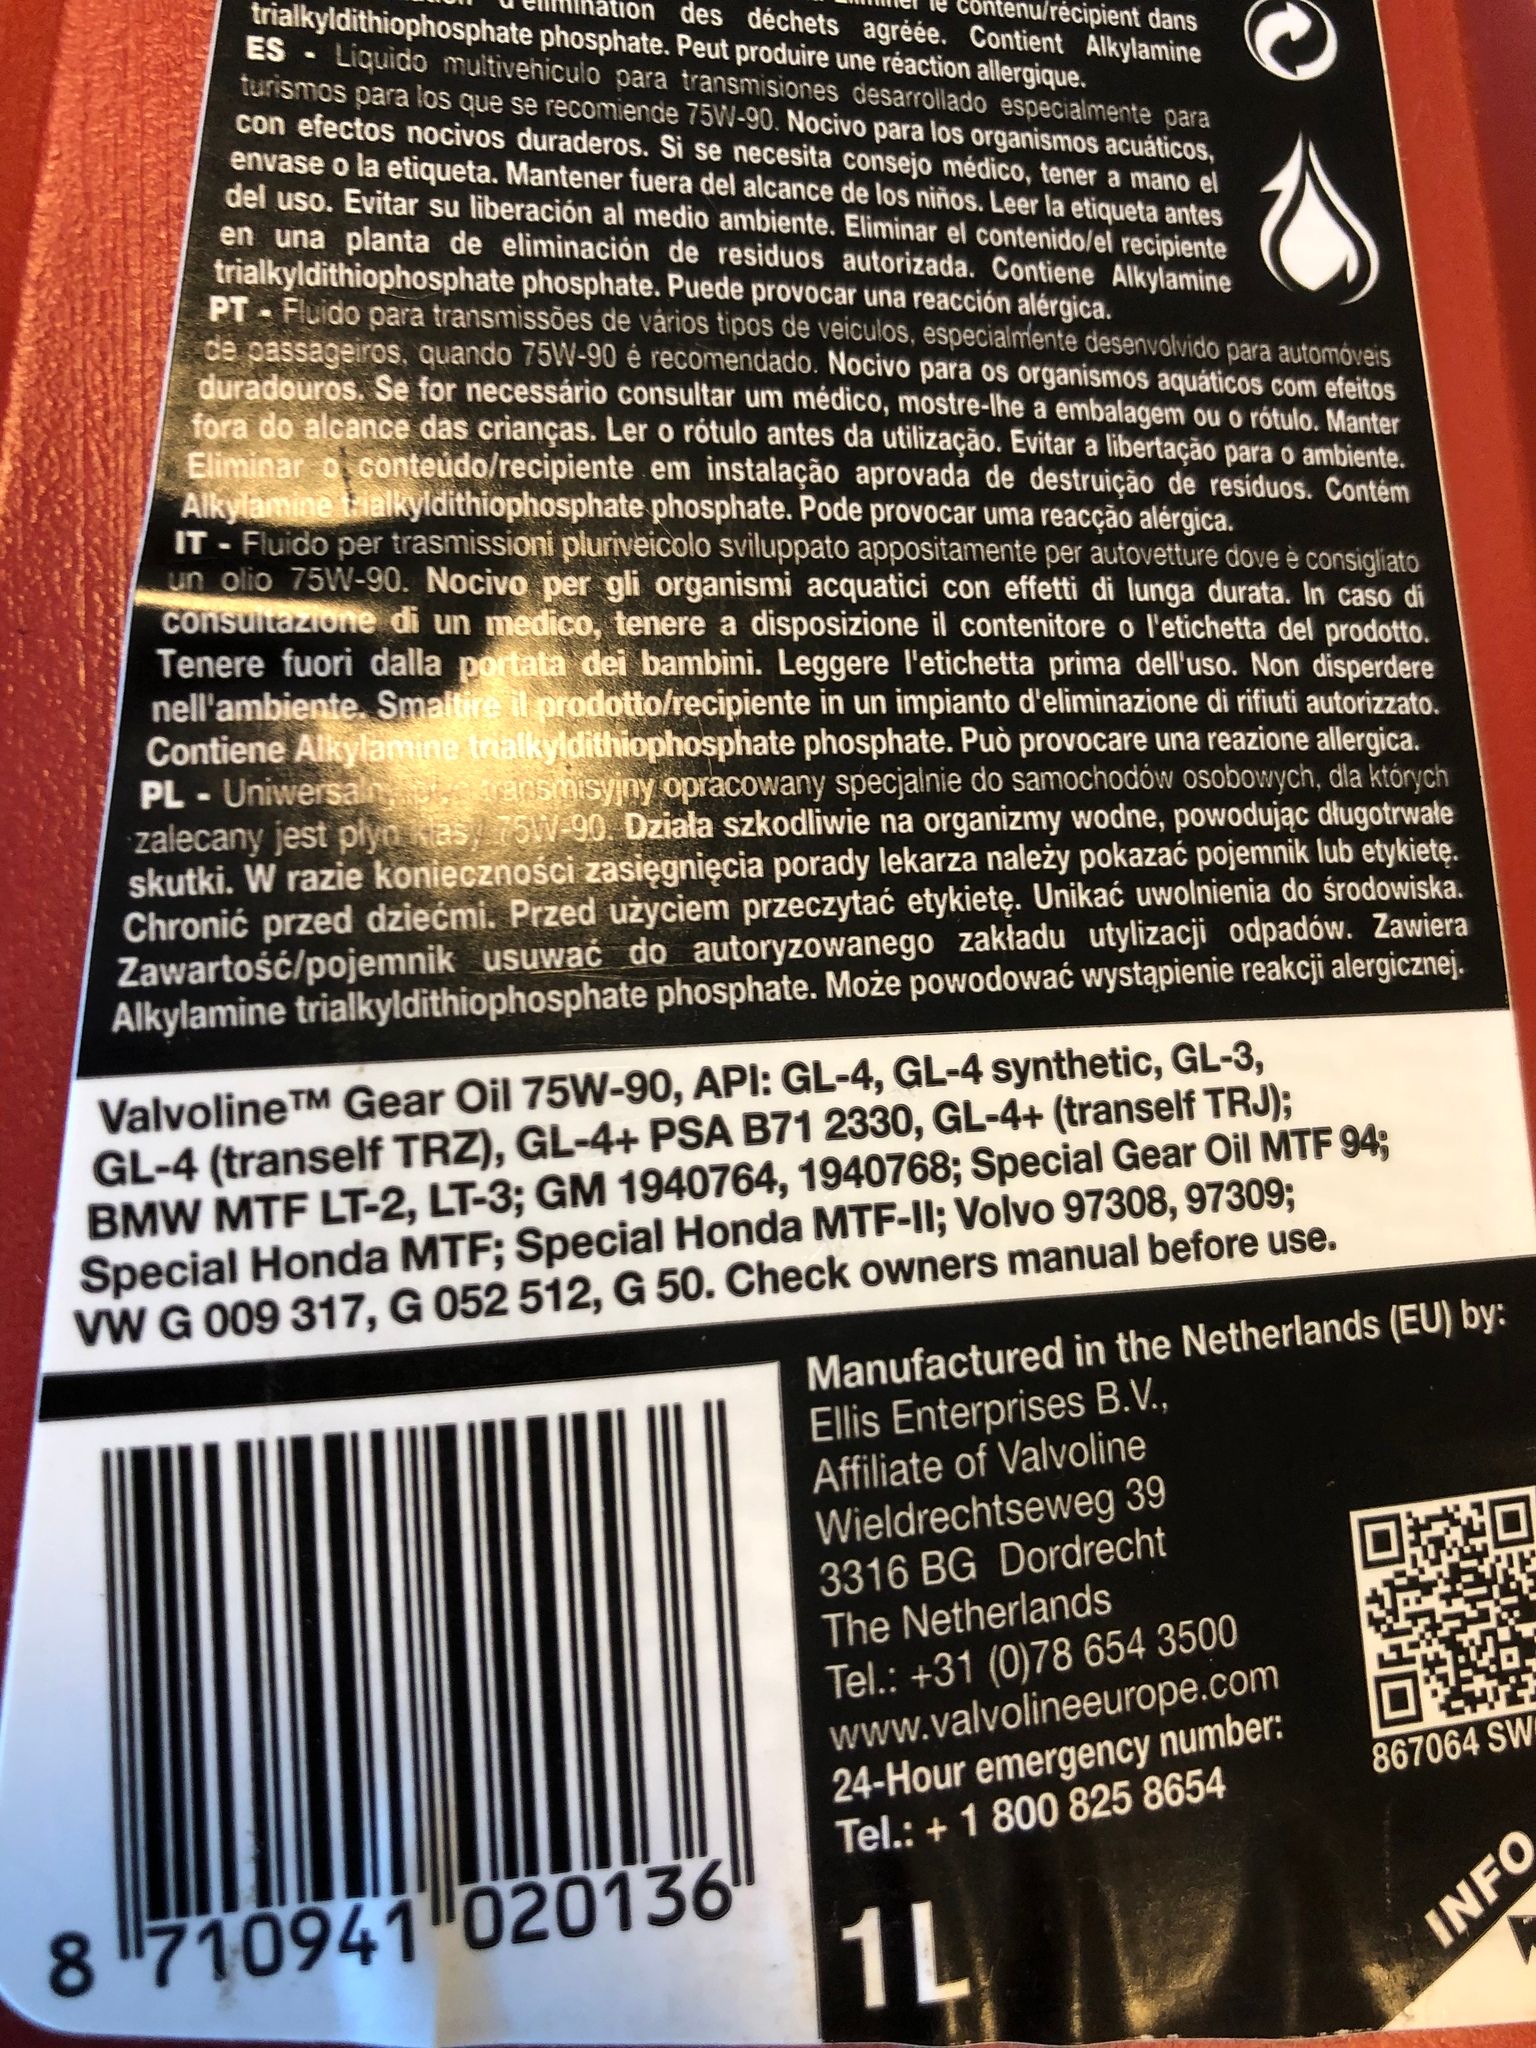 d'élimination des déchets agréée. Contient Alkylamine
le contenu/récipient dans
trialkyldithiophosphate phosphate. Peut produire une réaction allergique.
ES - Líquido multivehículo para transmisiones desarrollado especialmente para
turismos para los que se recomiende 75W-90. Nocivo para los organismos acuáticos,
con efectos nocivos duraderos. Si se necesita consejo médico, tener a mano el
envase o la etiqueta. Mantener fuera del alcance de los niños. Leer la etiqueta antes
del uso. Evitar su liberación al medio ambiente. Eliminar el contenido/el recipiente
en una planta de eliminación de residuos autorizada. Contiene Alkylamine
trialkyldithiophosphate phosphate. Puede provocar una reacción alérgica.
PT - Fluido para transmissões de vários tipos de veículos, especialmente desenvolvido para automóveis
de passageiros, quando 75W-90 é recomendado. Nocivo para os organismos aquáticos com efeitos
duradouros. Se for necessário consultar um médico, mostre-lhe a embalagem ou o rótulo. Manter
fora do alcance das crianças. Ler o rótulo antes da utilização. Evitar a libertação para o ambiente.
Eliminar o conteúdo/recipiente em instalação aprovada de destruição de resíduos. Contém
Alkylamine trialkyldithiophosphate phosphate. Pode provocar uma reacção alérgica.
IT - Fluido per trasmissioni pluriveicolo sviluppato appositamente per autovetture dove è consigliato
un olio 75W-90. Nocivo per gli organismi acquatici con effetti di lunga durata. In caso di
consultazione di un medico, tenere a disposizione il contenitore o l'etichetta del prodotto.
Tenere fuori dalla portata dei bambini. Leggere l'etichetta prima dell'uso. Non disperdere
nell'ambiente. Smaltire il prodotto/recipiente in un impianto d'eliminazione di rifiuti autorizzato.
Contiene Alkylamine trialkyldithiophosphate phosphate. Può provocare una reazione allergica.
PL - transmisyjny opracowany specjalnie do samochodów osobowych, dla których
zalecany jest płyn klasy 75W-90. Działa szkodliwie na organizmy wodne, powodując długotrwałe
skutki. W razie konieczności zasięgnięcia porady lekarza należy pokazać pojemnik lub etykietę.
Chronić przed dziećmi. Przed użyciem przeczytać etykietę. Unikać uwolnienia do środowiska.
Zawartość/pojemnik usuwać do autoryzowanego zakładu utylizacji odpadów. Zawiera
Alkylamine trialkyldithiophosphate phosphate. Może powodować wystąpienie reakcji alergicznej.
Valvoline™ Gear Oil 75W-90, API: GL-4, GL-4 synthetic, GL-3,
GL-4 (tranself TRZ), GL-4+ PSA B71 2330, GL-4+ (tranself TRJ);
BMW MTF LT-2, LT-3; GM 1940764, 1940768; Special Gear Oil MTF 94;
Special Honda MTF; Special Honda MTF-II; Volvo 97308, 97309;
VW G 009 317, G 052 512, G 50. Check owners manual before use.
Manufactured in the Netherlands (EU) by:
Ellis Enterprises B.V.,
Affiliate of Valvoline
Wieldrechtseweg 39
3316 BG Dordrecht
The Netherlands
Tel.: +31 (0)78 654 3500
www.valvolineeurope.com
24-Hour emergency number:
Tel.: + 1 800 825 8654
1L
867064 SW
INFO
8 710941 020136